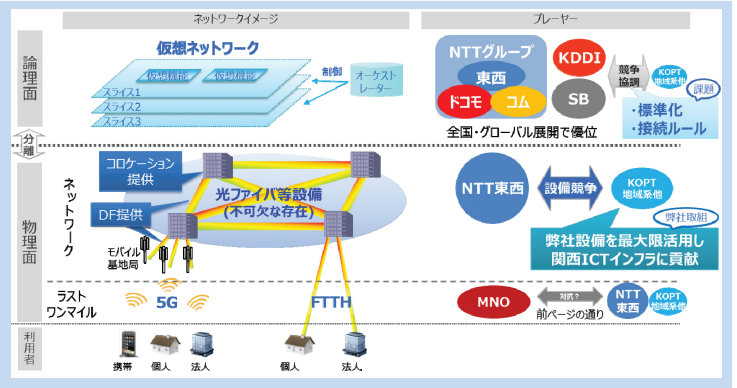 ネットワークイメージ
プレーヤー
論理面
仮想ネットワーク
仮想機能
仮想機能
スライス1
スライス2
スライス3
制御
オーケスト
レーター
NTTグループ
東西
ドコモ
コム
KDDI
SB
競争
協調
KOPT
地域系他
課題
・標準化
・接続ルール
全国・グローバル展開で優位
分離
物理面
ネットワーク
コロケーション
提供
DF提供
光ファイバ等設備
(不可欠な存在)
モバイル
基地局
NTT東西
設備競争
KOPT
地域系他
弊社取組
弊社設備を最大限活用し
関西ICTインフラに貢献
ラスト
ワンマイル
5G
FTTH
MNO
対抗?
前ページの通り
NTT
東西
KOPT
地域系他
利用者
携帯
個人
法人
個人
法人